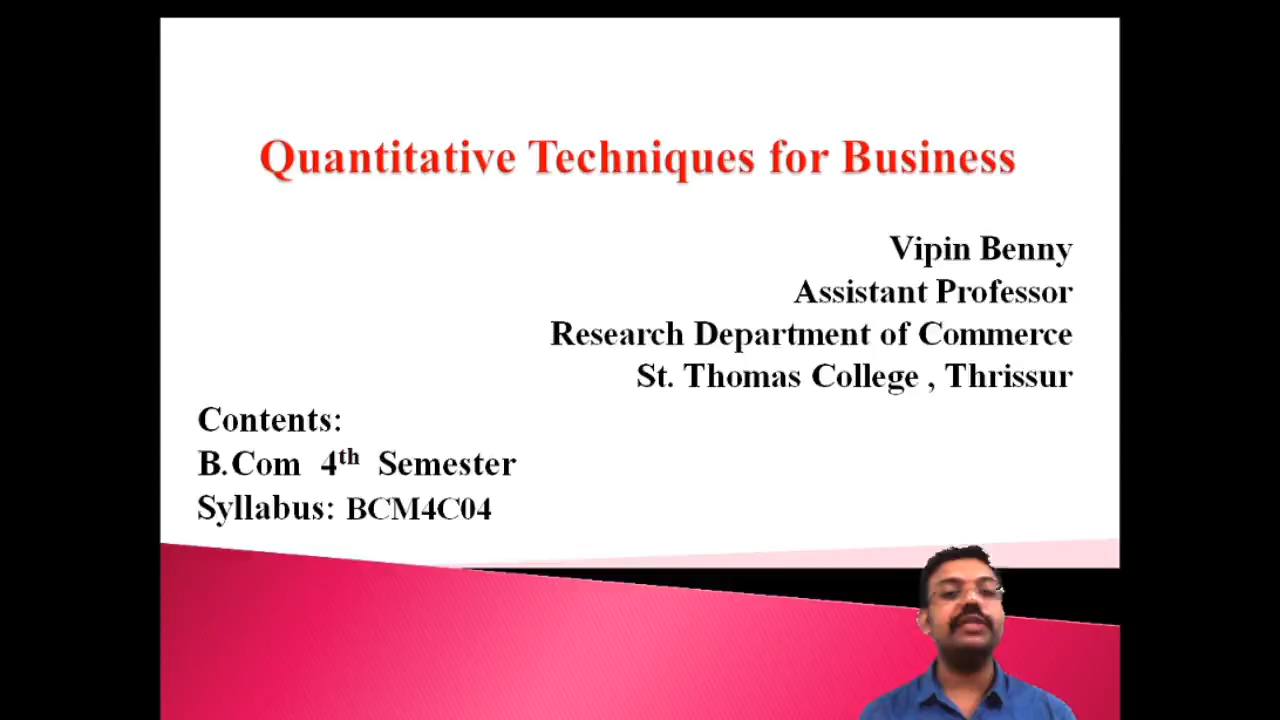 Quantitative Techniques for Business
Vipin Benny
Assistant Professor
Research Department of Commerce
St. Thomas College , Thrissur
Contents:
B.Com 4th Semester
Syllabus: BCM4C04